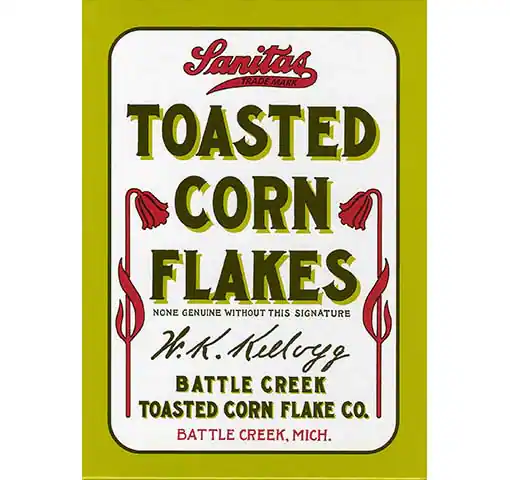 Sanitas
TRADE MARK
TOASTED
CORN
FLAKES
NONE GENUINE WITHOUT THIS SIGNATURE
W. K. Kellogg
BATTLE CREEK
TOASTED CORN FLAKE CO.
BATTLE CREEK, MICH.